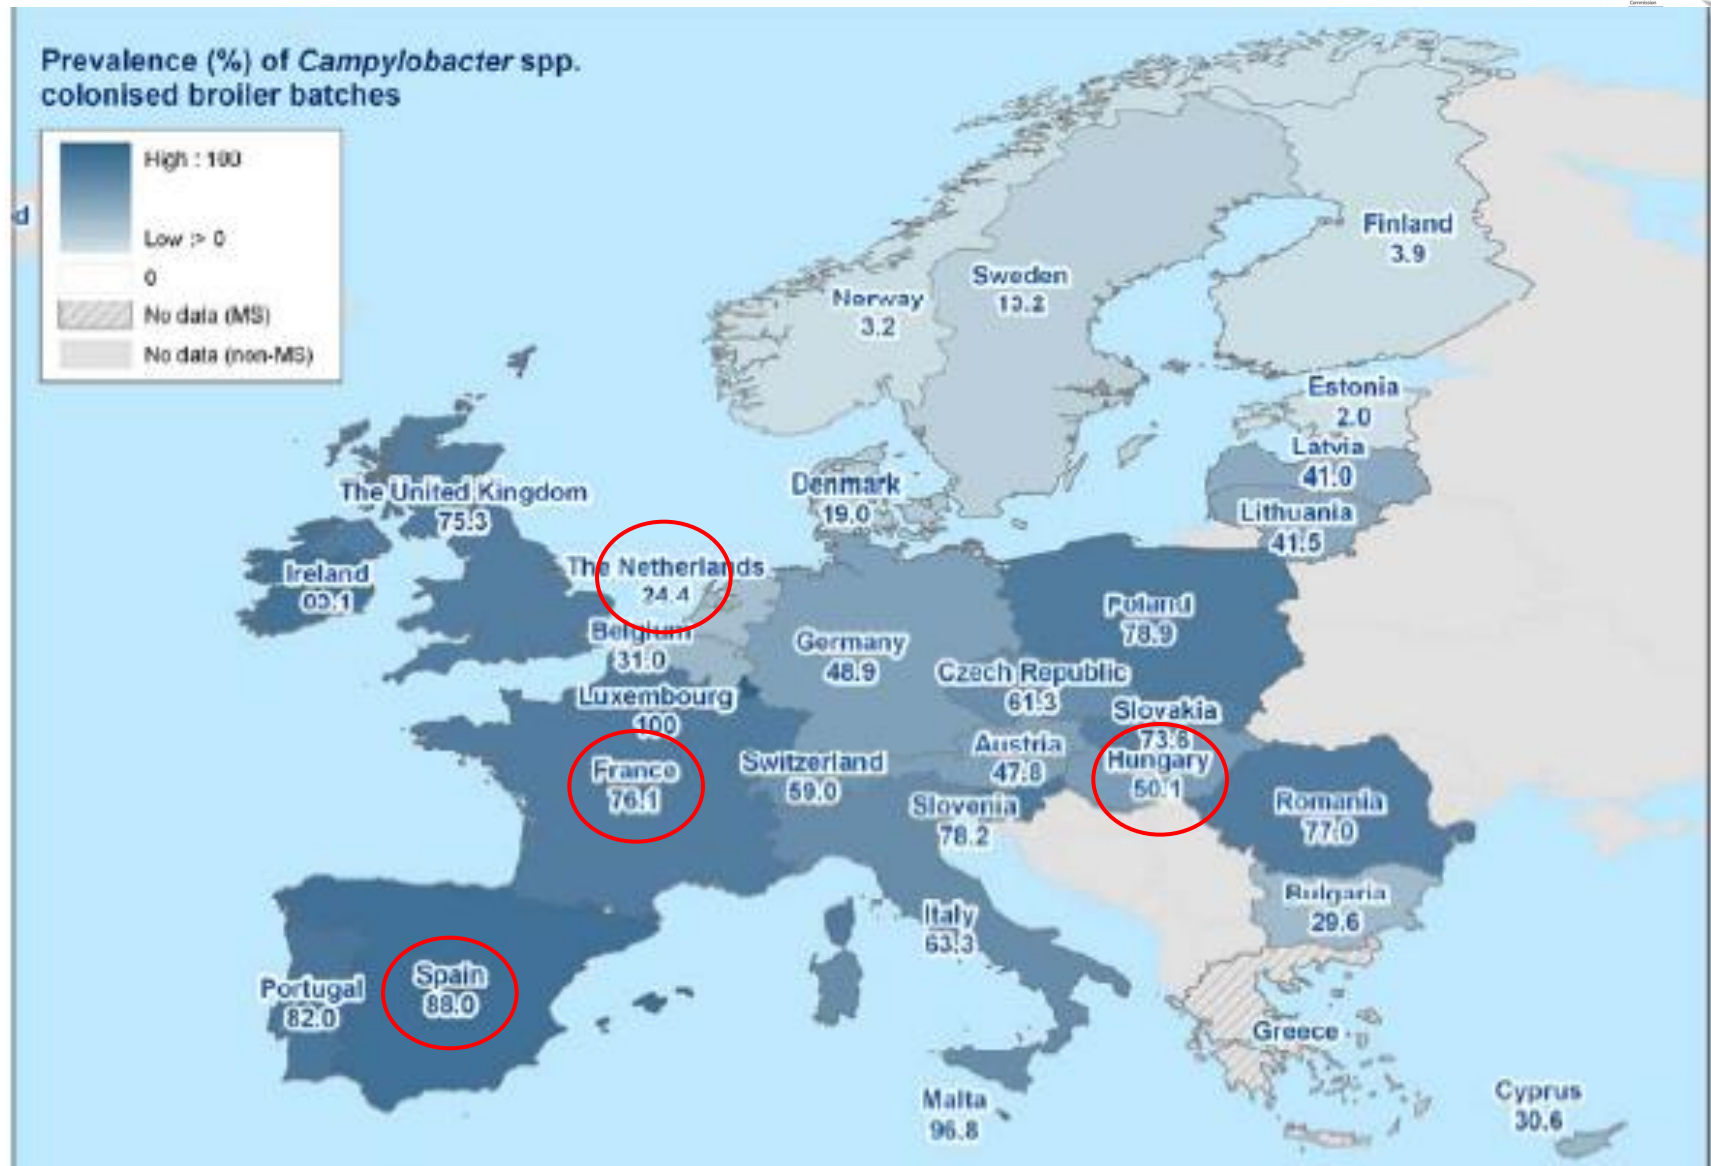 Commission
Prevalence (%) of Campylobacter spp.
colonised broiler batches
High : 100
Low :> 0
0
No data (MS)
No data (non-MS)
d
Finland
3.9
Sweden
13.2
Norway
3.2
Estonia
2.0
Latvia
41.0
Lithuania
41.5
Denmark
19.0
The United Kingdom
75.3
Ireland
The Netherlands
24.4
Belgium
31.0
Luxembourg
100
Germany
48.9
Poland
78.9
Czech Republic
61.3
Slovakia
Hungary
50.1
Austria
47.8
Switzerland
59.0
France
76.1
Slovenia
78.2
Romania
77.0
Bulgaria
29.6
Italy
63.3
Portugal
82.0
Spain
88.0
Greece
Malta
96.8
Cyprus
30.6